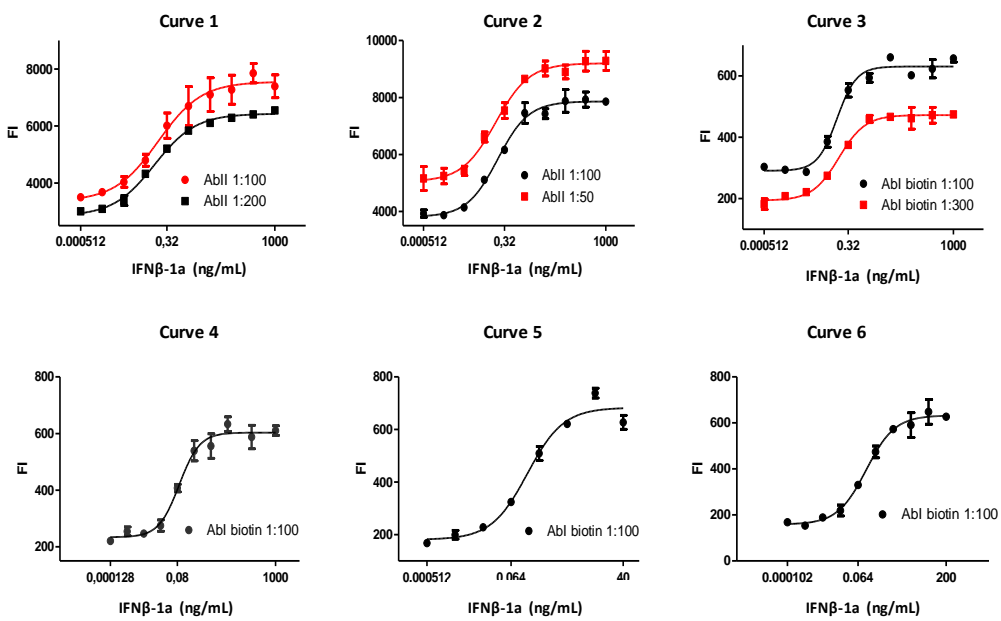 Curve 1
8000
6000
4000
FI
AbII 1:100
AbII 1:200
0.000512
0,32
1000
IFNβ-1a (ng/mL)
Curve 2
10000
8000
6000
4000
FI
AbII 1:100
AbII 1:50
0.000512
0.32
1000
IFNβ-1a (ng/mL)
Curve 3
600
400
200
FI
AbI biotin 1:100
AbI biotin 1:300
0.000512
0.32
1000
IFNβ-1a (ng/mL)
Curve 4
800
600
400
200
FI
AbI biotin 1:100
0,000128
0,08
1000
IFNβ-1a (ng/mL)
Curve 5
800
600
400
200
FI
AbI biotin 1:100
0.000512
0.064
40
IFNβ-1a (ng/mL)
Curve 6
800
600
400
200
0
FI
AbI biotin 1:100
0.000102
0.064
200
IFNβ-1a (ng/mL)